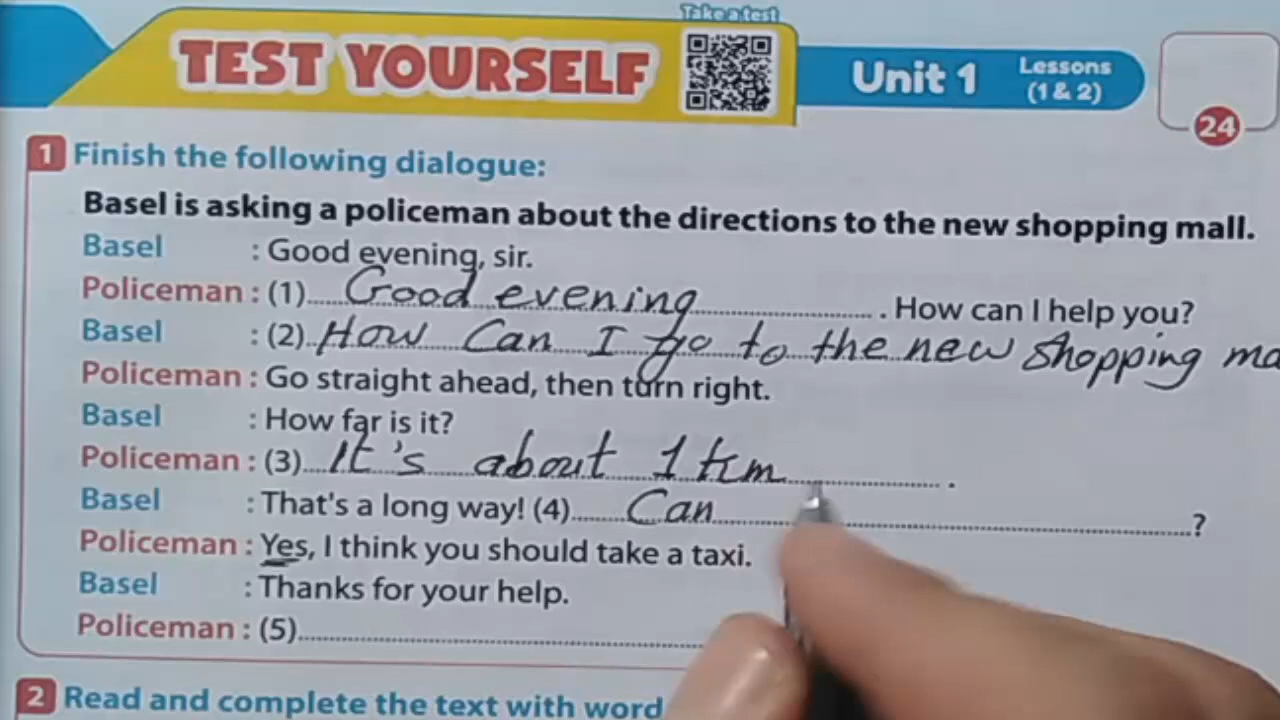 Take a test
TEST YOURSELF
Unit 1
Lessons
(1 & 2)
24
1 Finish the following dialogue:
Basel is asking a policeman about the directions to the new shopping mall.
Basel : Good evening, sir.
Policeman : (1) Good evening . How can I help you?
Basel : (2) How Can I go to the new shopping
Policeman : Go straight ahead, then turn right.
Basel : How far is it?
Policeman : (3) It's about 1 km .
Basel : That's a long way! (4) Can ?
Policeman : Yes, I think you should take a taxi.
Basel : Thanks for your help.
Policeman : (5)
2 Read and complete the text with